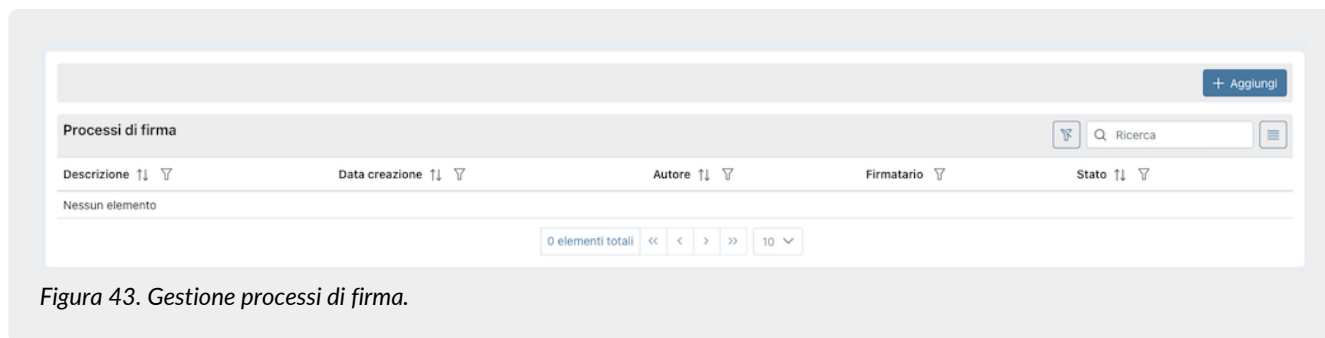 + Aggiungi
Processi di firma
Ricerca
Descrizione Data creazione Autore Firmatario Stato
Nessun elemento
0 elementi totali « < > » 10
Figura 43. Gestione processi di firma.